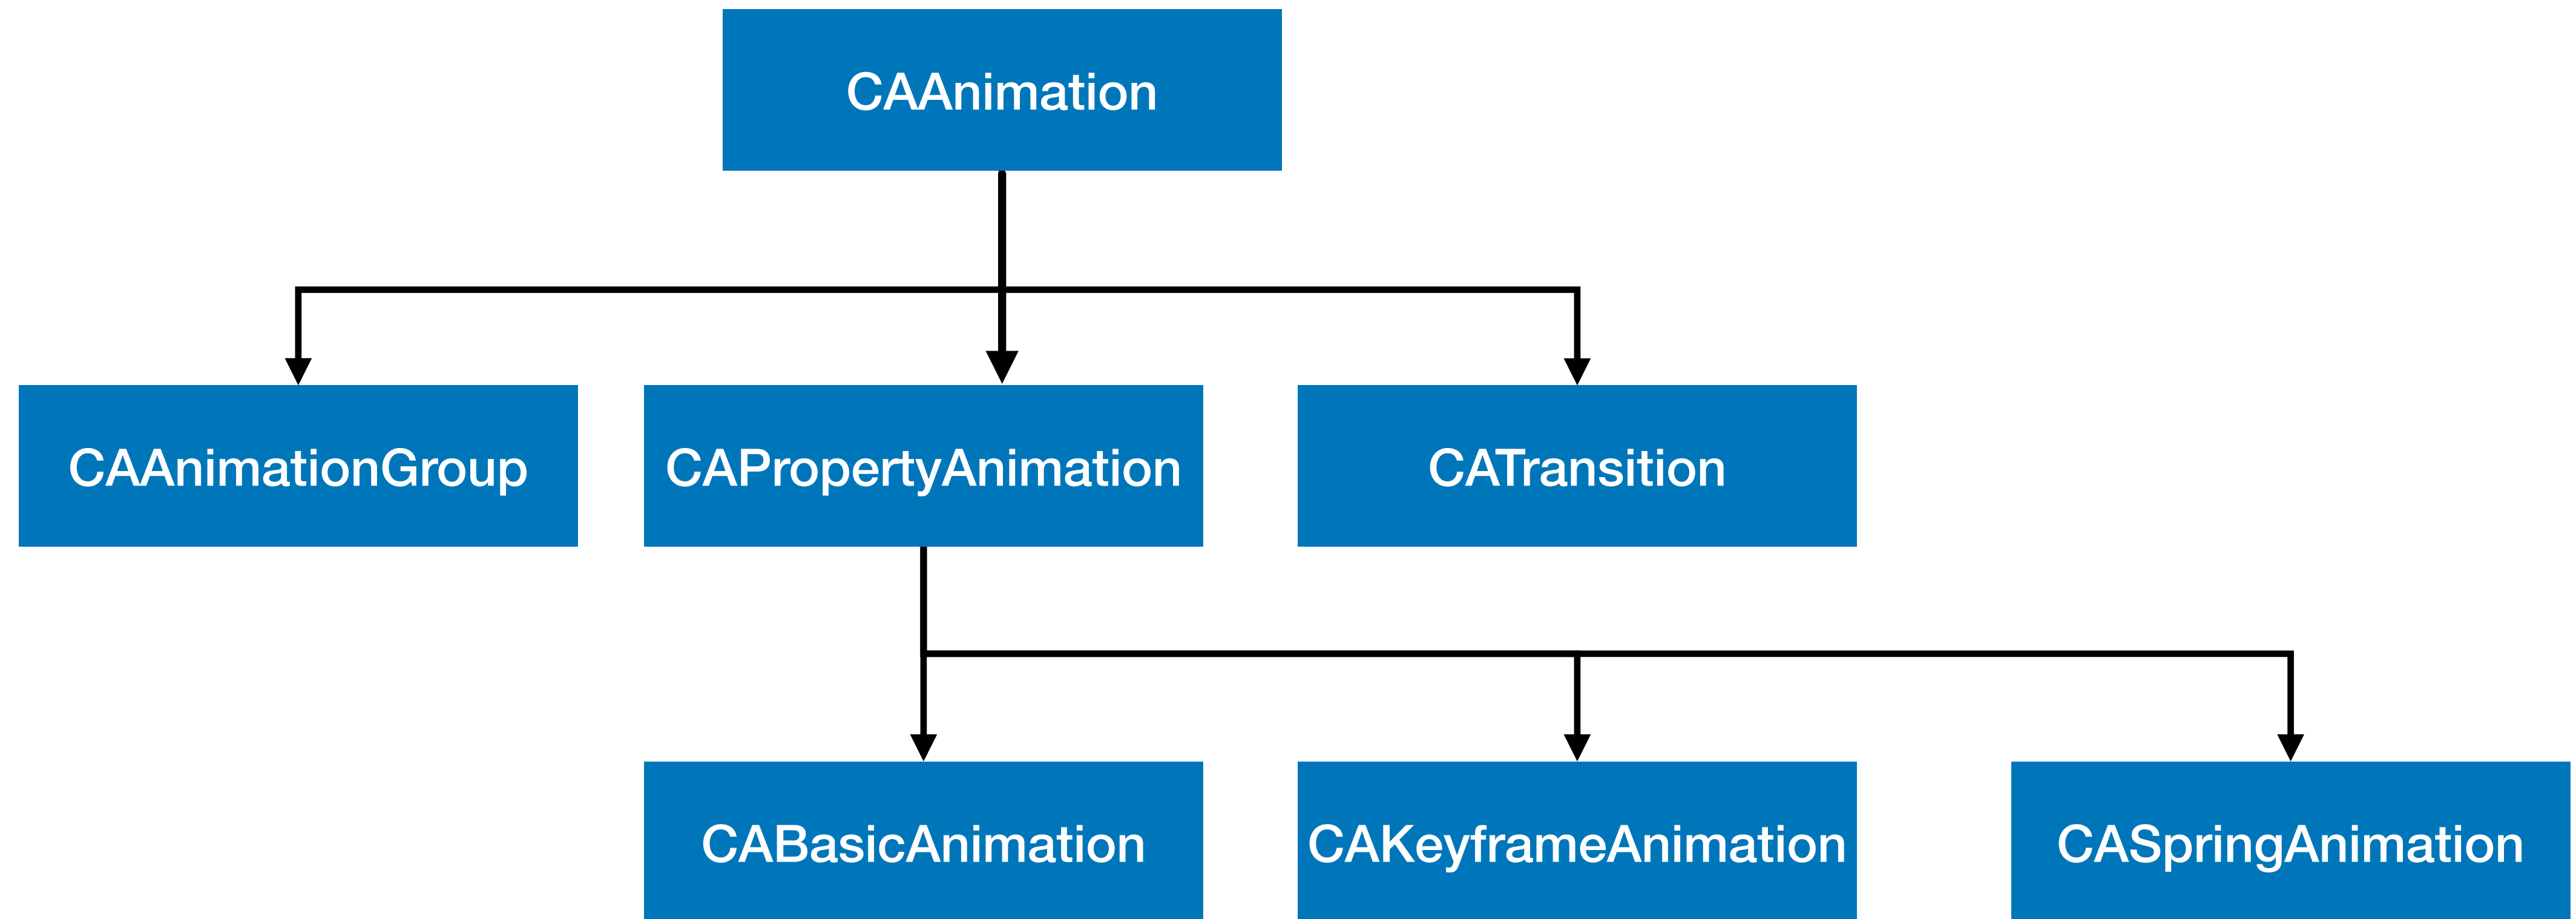 CAAnimation
CAAnimationGroup
CAPropertyAnimation
CATransition
CABasicAnimation
CAKeyframeAnimation
CASpringAnimation